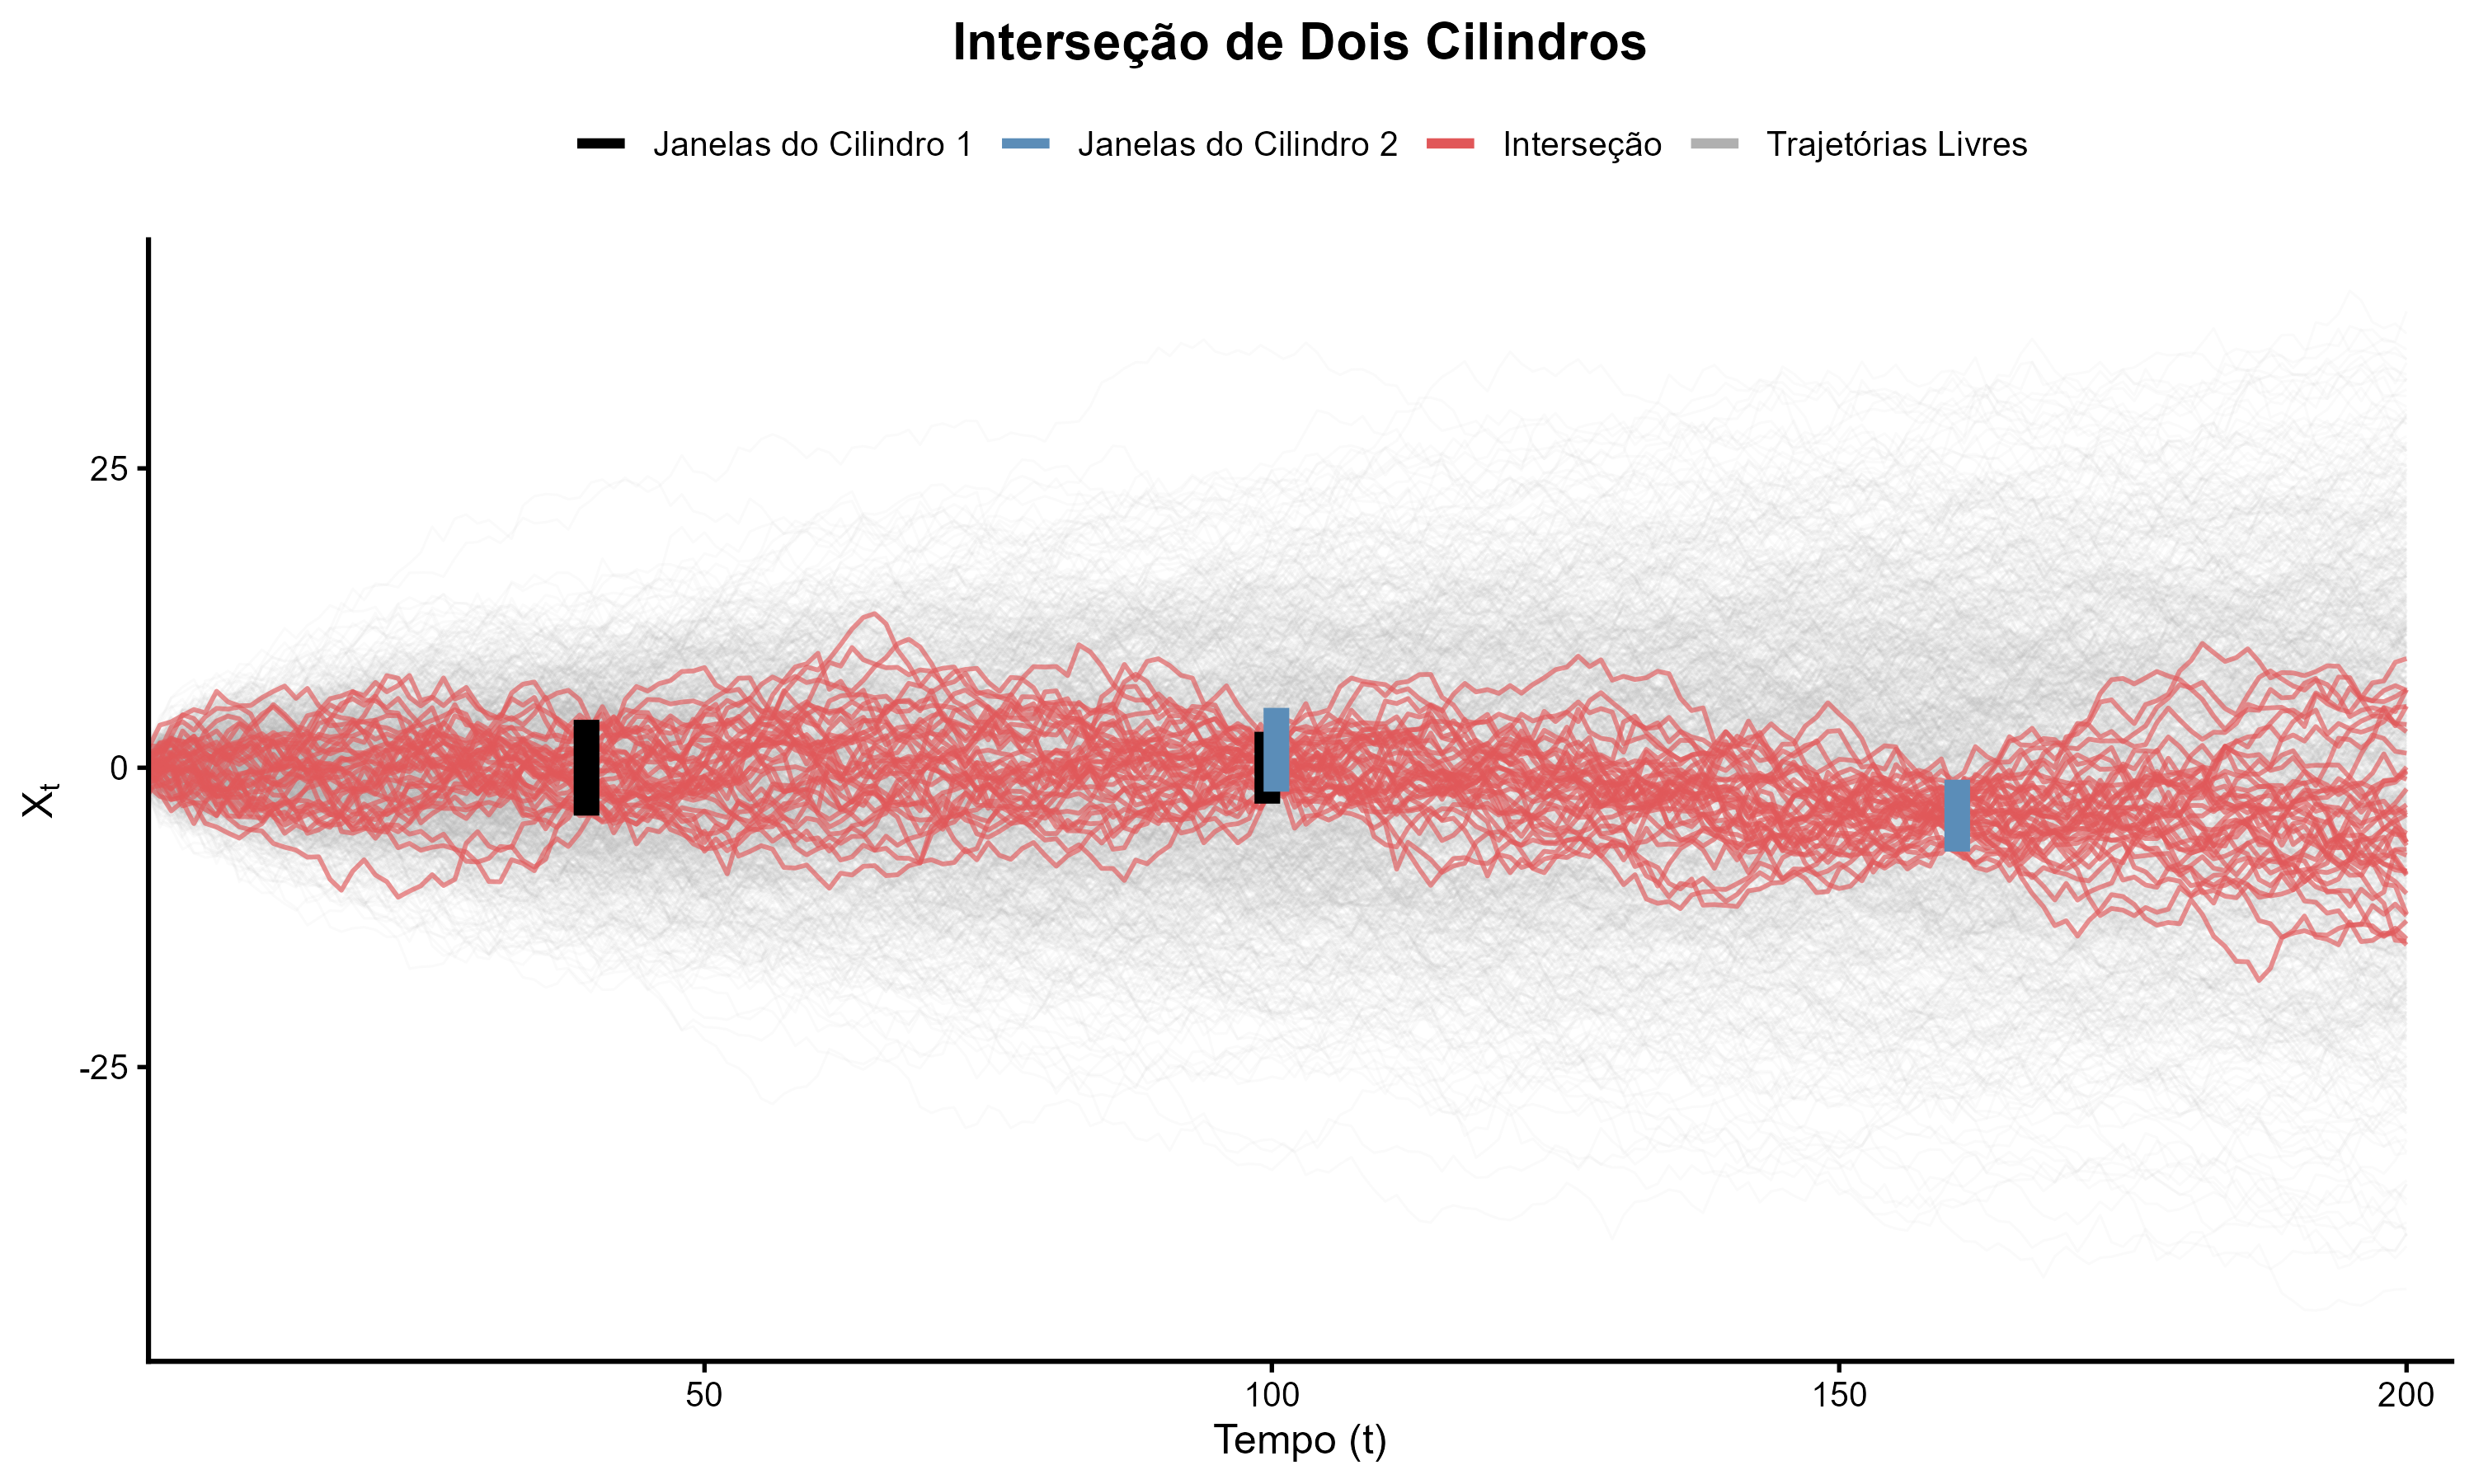 Interseção de Dois Cilindros
Janelas do Cilindro 1 Janelas do Cilindro 2 Interseção Trajetórias Livres
25
0
-25
Xt
50 100 150 200
Tempo (t)